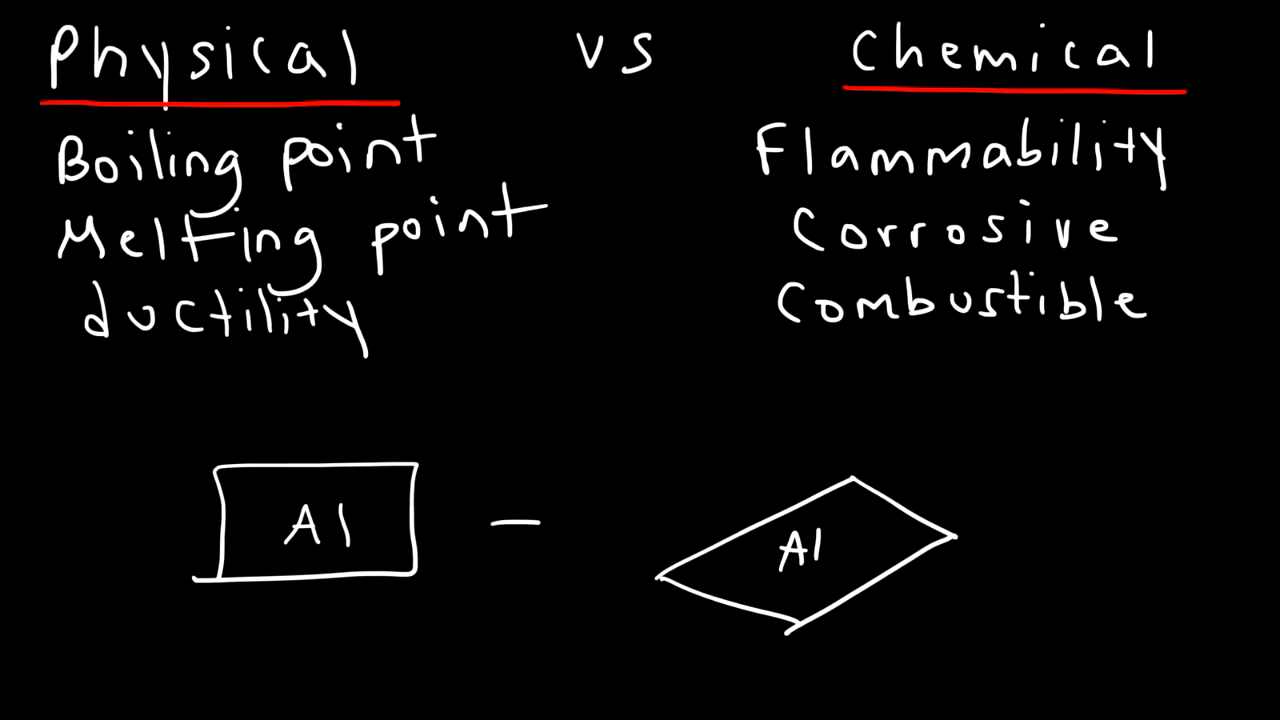 Physical vs Chemical
Boiling point
Melting point
ductility
Flammability
Corrosive
Combustible
Al - Al